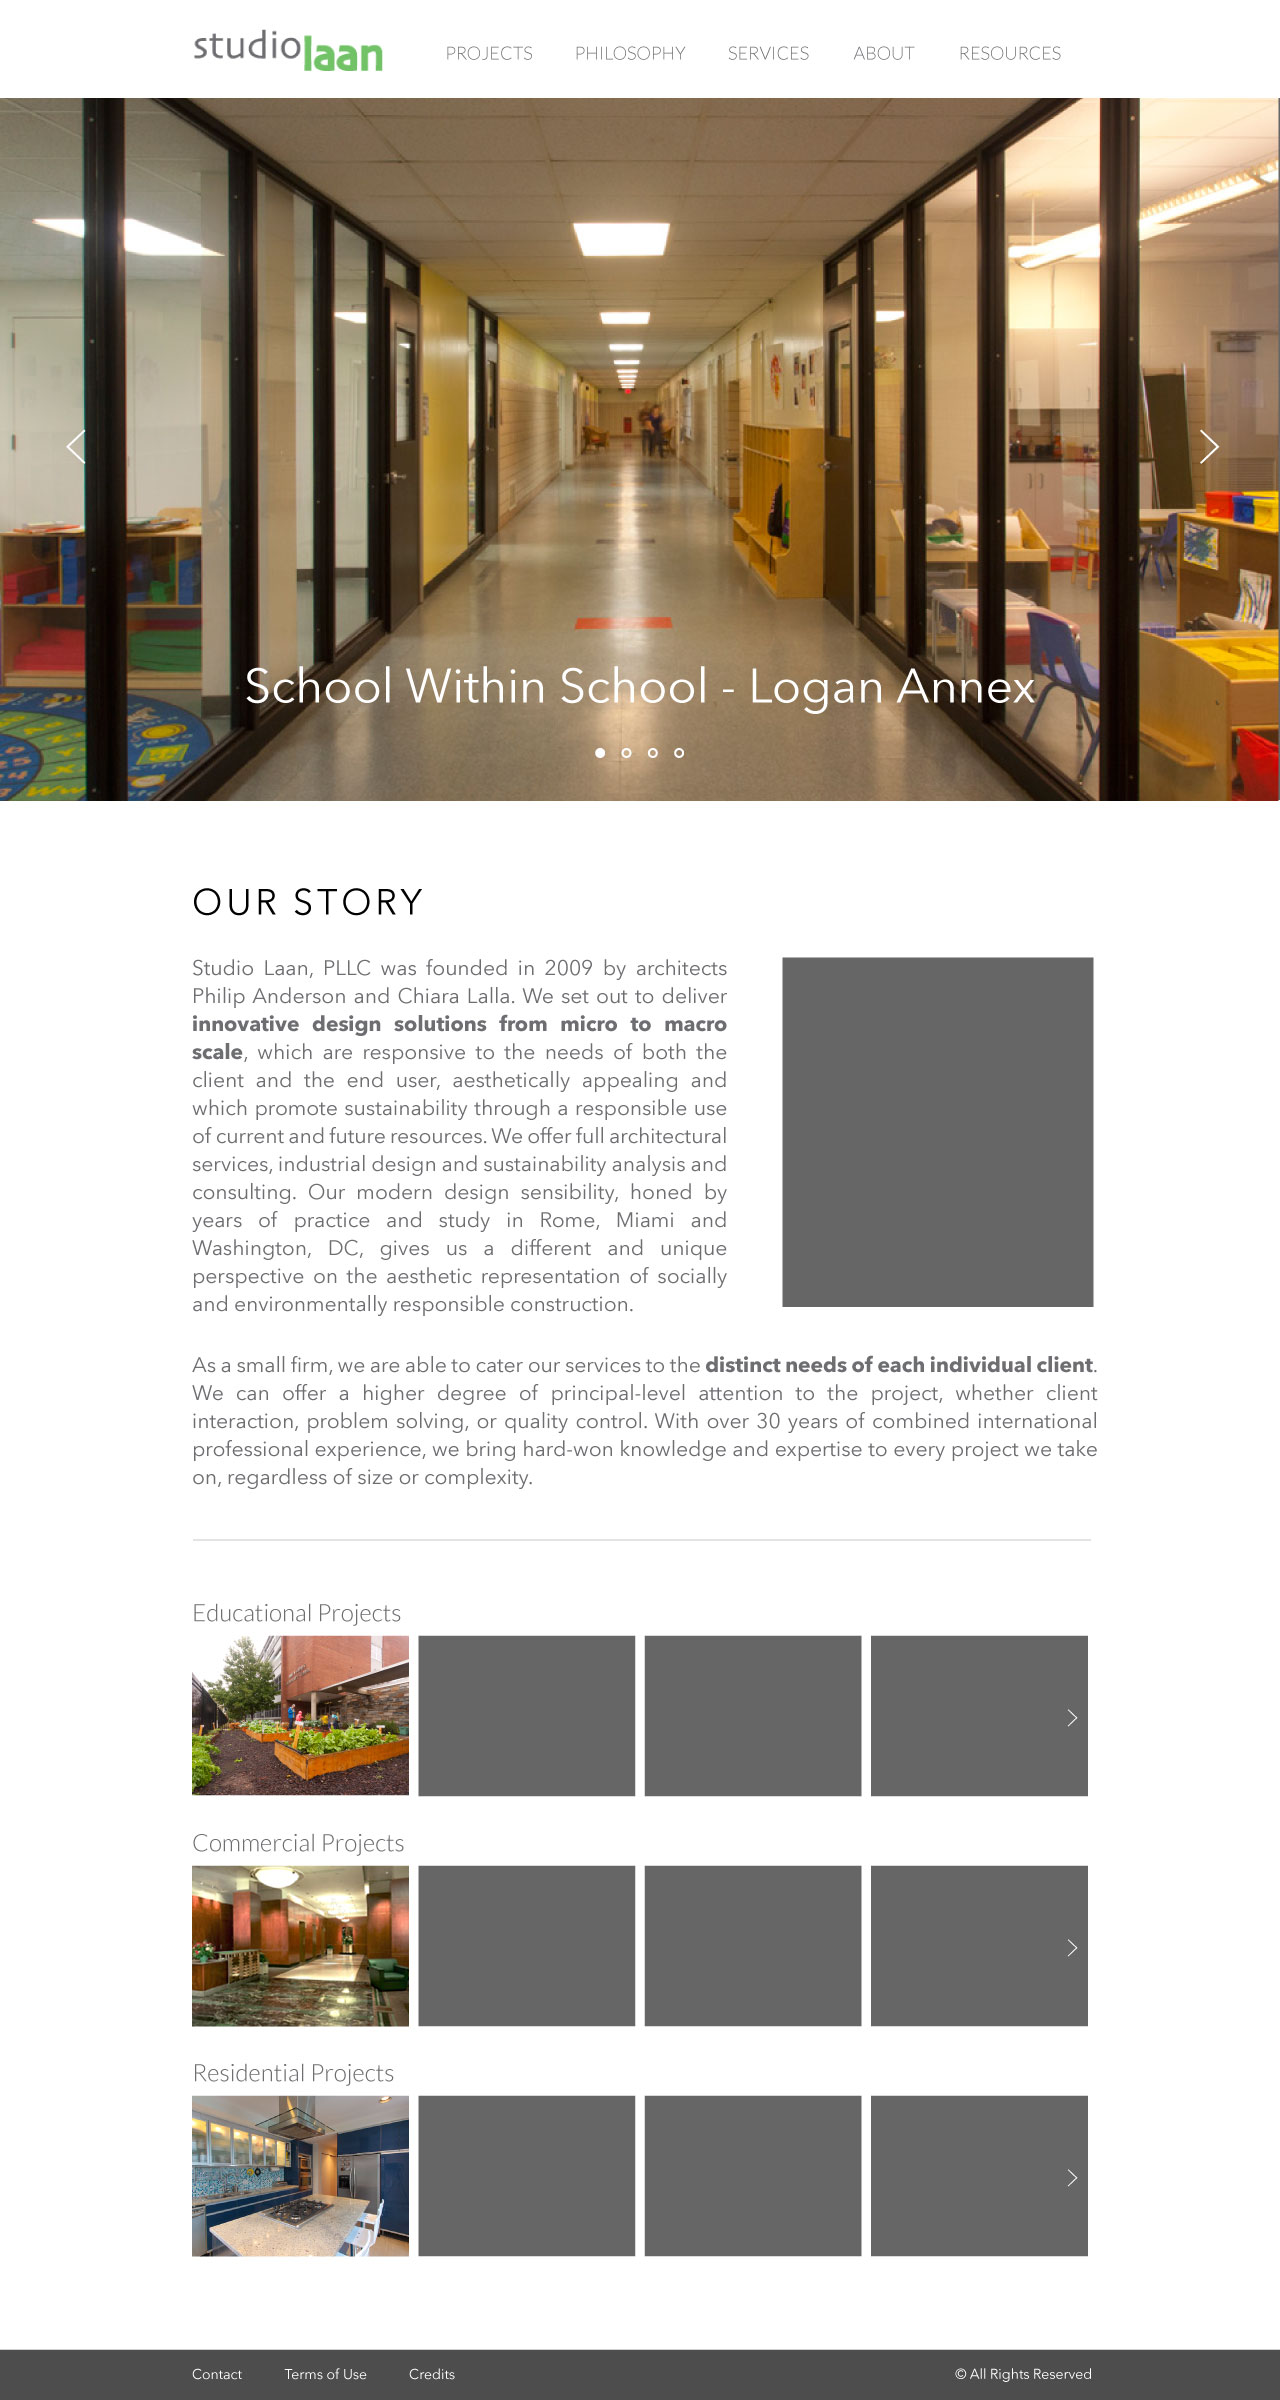 studiolaan
PROJECTS PHILOSOPHY SERVICES ABOUT RESOURCES
School Within School - Logan Annex
OUR STORY
Studio Laan, PLLC was founded in 2009 by architects
Philip Anderson and Chiara Lalla. We set out to deliver
innovative design solutions from micro to macro
scale, which are responsive to the needs of both the
client and the end user, aesthetically appealing and
which promote sustainability through a responsible use
of current and future resources. We offer full architectural
services, industrial design and sustainability analysis and
consulting. Our modern design sensibility, honed by
years of practice and study in Rome, Miami and
Washington, DC, gives us a different and unique
perspective on the aesthetic representation of socially
and environmentally responsible construction.
As a small firm, we are able to cater our services to the distinct needs of each individual client.
We can offer a higher degree of principal-level attention to the project, whether client
interaction, problem solving, or quality control. With over 30 years of combined international
professional experience, we bring hard-won knowledge and expertise to every project we take
on, regardless of size or complexity.
Educational Projects
Commercial Projects
Residential Projects
Contact Terms of Use Credits © All Rights Reserved